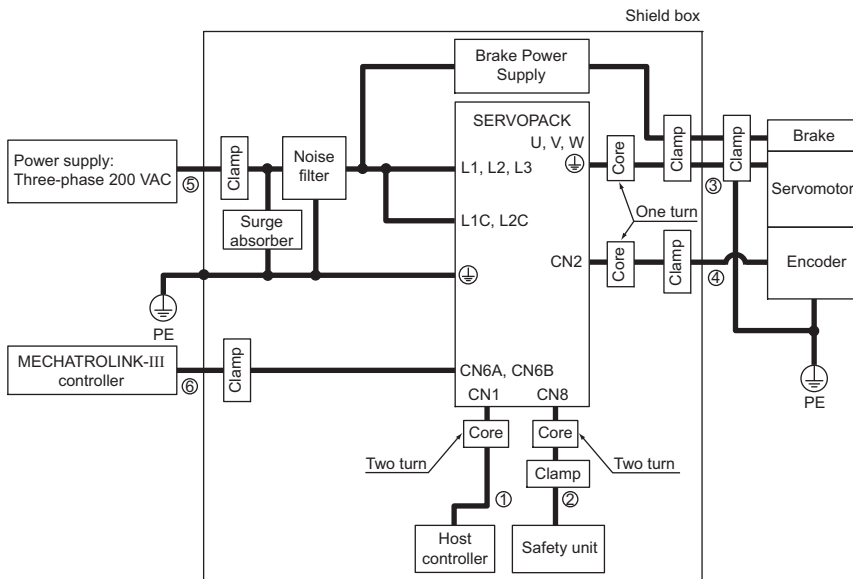 Shield box
Brake Power
Supply
SERVOPACK
U, V, W
Core
Clamp
Clamp
Brake
Power supply:
Three-phase 200 VAC
⑤
Clamp
Noise
filter
L1, L2, L3
③
Servomotor
Surge
absorber
L1C, L2C
One turn
CN2
Core
Clamp
④
Encoder
PE
MECHATROLINK-III
controller
⑥
Clamp
CN6A, CN6B
CN1
CN8
PE
Two turn
Core
Core
Two turn
Clamp
①
②
Host
controller
Safety unit